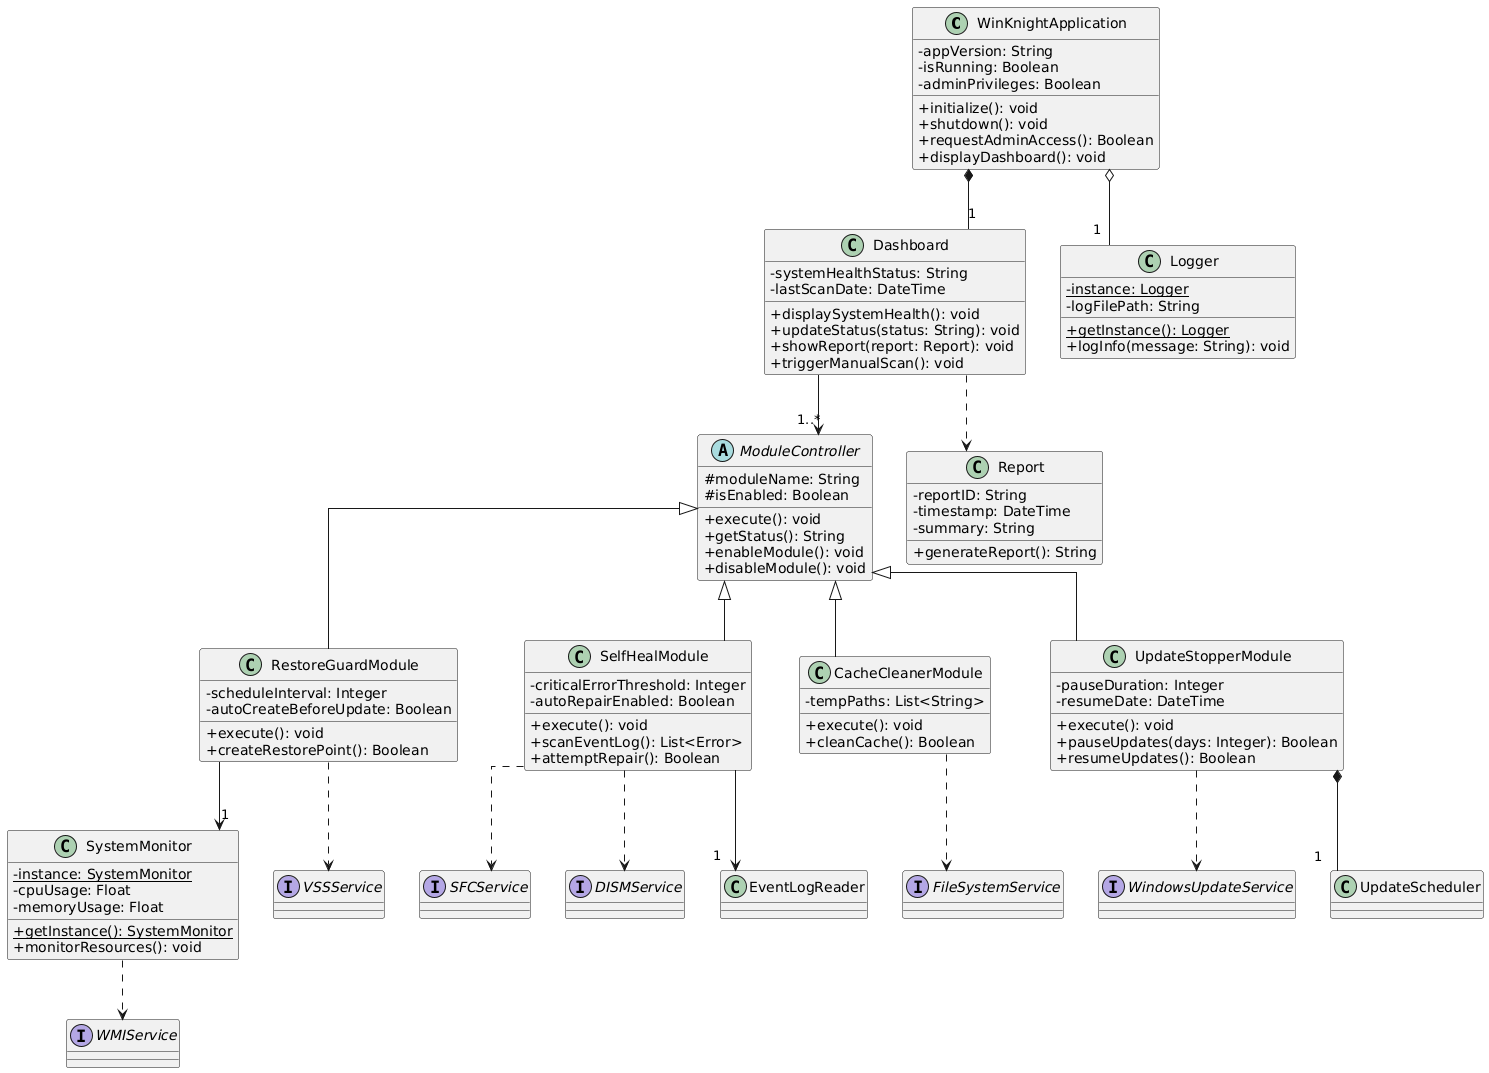 C WinKnightApplication
-appVersion: String
-isRunning: Boolean
-adminPrivileges: Boolean
+initialize(): void
+shutdown(): void
+requestAdminAccess(): Boolean
+displayDashboard(): void
1
1
C Dashboard
-systemHealthStatus: String
-lastScanDate: DateTime
+displaySystemHealth(): void
+updateStatus(status: String): void
+showReport(report: Report): void
+triggerManualScan(): void
C Logger
-instance: Logger
-logFilePath: String
+getInstance(): Logger
+logInfo(message: String): void
1..*
A ModuleController
#moduleName: String
#isEnabled: Boolean
+execute(): void
+getStatus(): String
+enableModule(): void
+disableModule(): void
C Report
-reportID: String
-timestamp: DateTime
-summary: String
+generateReport(): String
C RestoreGuardModule
-scheduleInterval: Integer
-autoCreateBeforeUpdate: Boolean
+execute(): void
+createRestorePoint(): Boolean
C SelfHealModule
-criticalErrorThreshold: Integer
-autoRepairEnabled: Boolean
+execute(): void
+scanEventLog(): List<Error>
+attemptRepair(): Boolean
C CacheCleanerModule
-tempPaths: List<String>
+execute(): void
+cleanCache(): Boolean
C UpdateStopperModule
-pauseDuration: Integer
-resumeDate: DateTime
+execute(): void
+pauseUpdates(days: Integer): Boolean
+resumeUpdates(): Boolean
1
1
1
C SystemMonitor
-instance: SystemMonitor
-cpuUsage: Float
-memoryUsage: Float
+getInstance(): SystemMonitor
+monitorResources(): void
I VSSService
I SFCService
I DISMService
C EventLogReader
I FileSystemService
I WindowsUpdateService
C UpdateScheduler
I WMIService